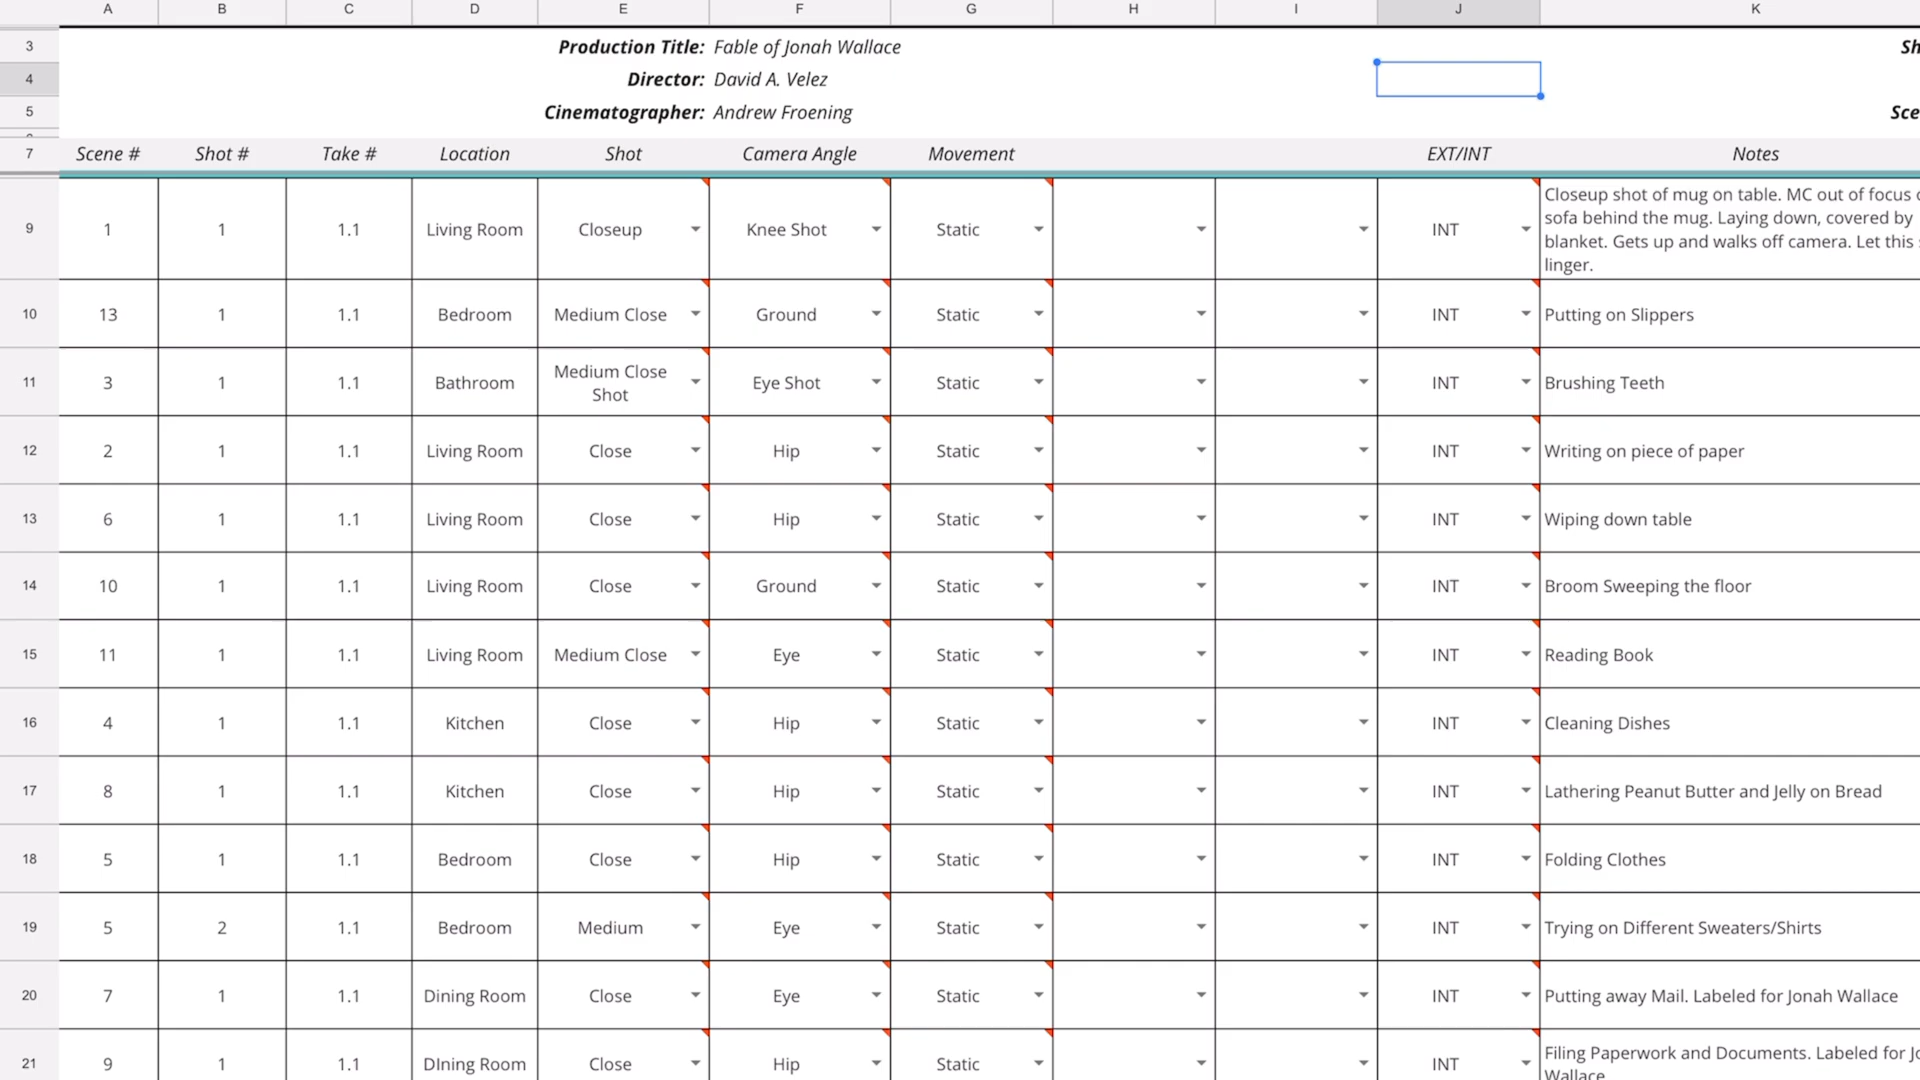 A B C D E F G H I J K
3 Production Title: Fable of Jonah Wallace Sh
4 Director: David A. Velez
5 Cinematographer: Andrew Froening Sce
7 Scene # Shot # Take # Location Shot Camera Angle Movement EXT/INT Notes
9 1 1 1.1 Living Room Closeup Knee Shot Static INT Closeup shot of mug on table. MC out of focus
sofa behind the mug. Laying down, covered by
blanket. Gets up and walks off camera. Let this
linger.
10 13 1 1.1 Bedroom Medium Close Ground Static INT Putting on Slippers
11 3 1 1.1 Bathroom Medium Close Shot Eye Shot Static INT Brushing Teeth
12 2 1 1.1 Living Room Close Hip Static INT Writing on piece of paper
13 6 1 1.1 Living Room Close Hip Static INT Wiping down table
14 10 1 1.1 Living Room Close Ground Static INT Broom Sweeping the floor
15 11 1 1.1 Living Room Medium Close Eye Static INT Reading Book
16 4 1 1.1 Kitchen Close Hip Static INT Cleaning Dishes
17 8 1 1.1 Kitchen Close Hip Static INT Lathering Peanut Butter and Jelly on Bread
18 5 1 1.1 Bedroom Close Hip Static INT Folding Clothes
19 5 2 1.1 Bedroom Medium Eye Static INT Trying on Different Sweaters/Shirts
20 7 1 1.1 Dining Room Close Eye Static INT Putting away Mail. Labeled for Jonah Wallace
21 9 1 1.1 DIning Room Close Hip Static INT Filing Paperwork and Documents. Labeled for Jo
Wallace